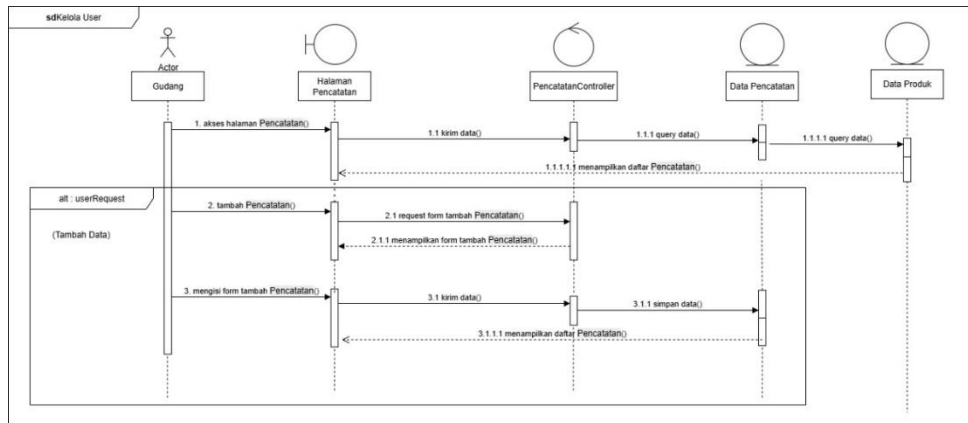 sdKelola User
Actor
Gudang
Halaman
Pencatatan
PencatatanController
Data Pencatatan
Data Produk
1. akses halaman Pencatatan()
1.1 kirim data()
1.1.1 query data()
1.1.1.1 query data()
1.1.1.1.1 menampilkan daftar Pencatatan()
alt : userRequest
(Tambah Data)
2. tambah Pencatatan()
2.1 request form tambah Pencatatan()
2.1.1 menampilkan form tambah Pencatatan()
3. mengisi form tambah Pencatatan()
3.1 kirim data()
3.1.1 simpan data()
3.1.1.1 menampilkan daftar Pencatatan()